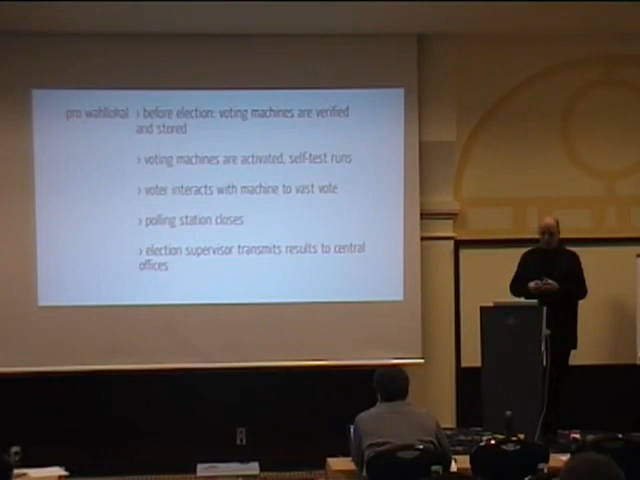 pro wahllokal › before election: voting machines are verified
and stored
› voting machines are activated, self-test runs
› voter interacts with machine to vast vote
› polling station closes
› election supervisor transmits results to central
offices